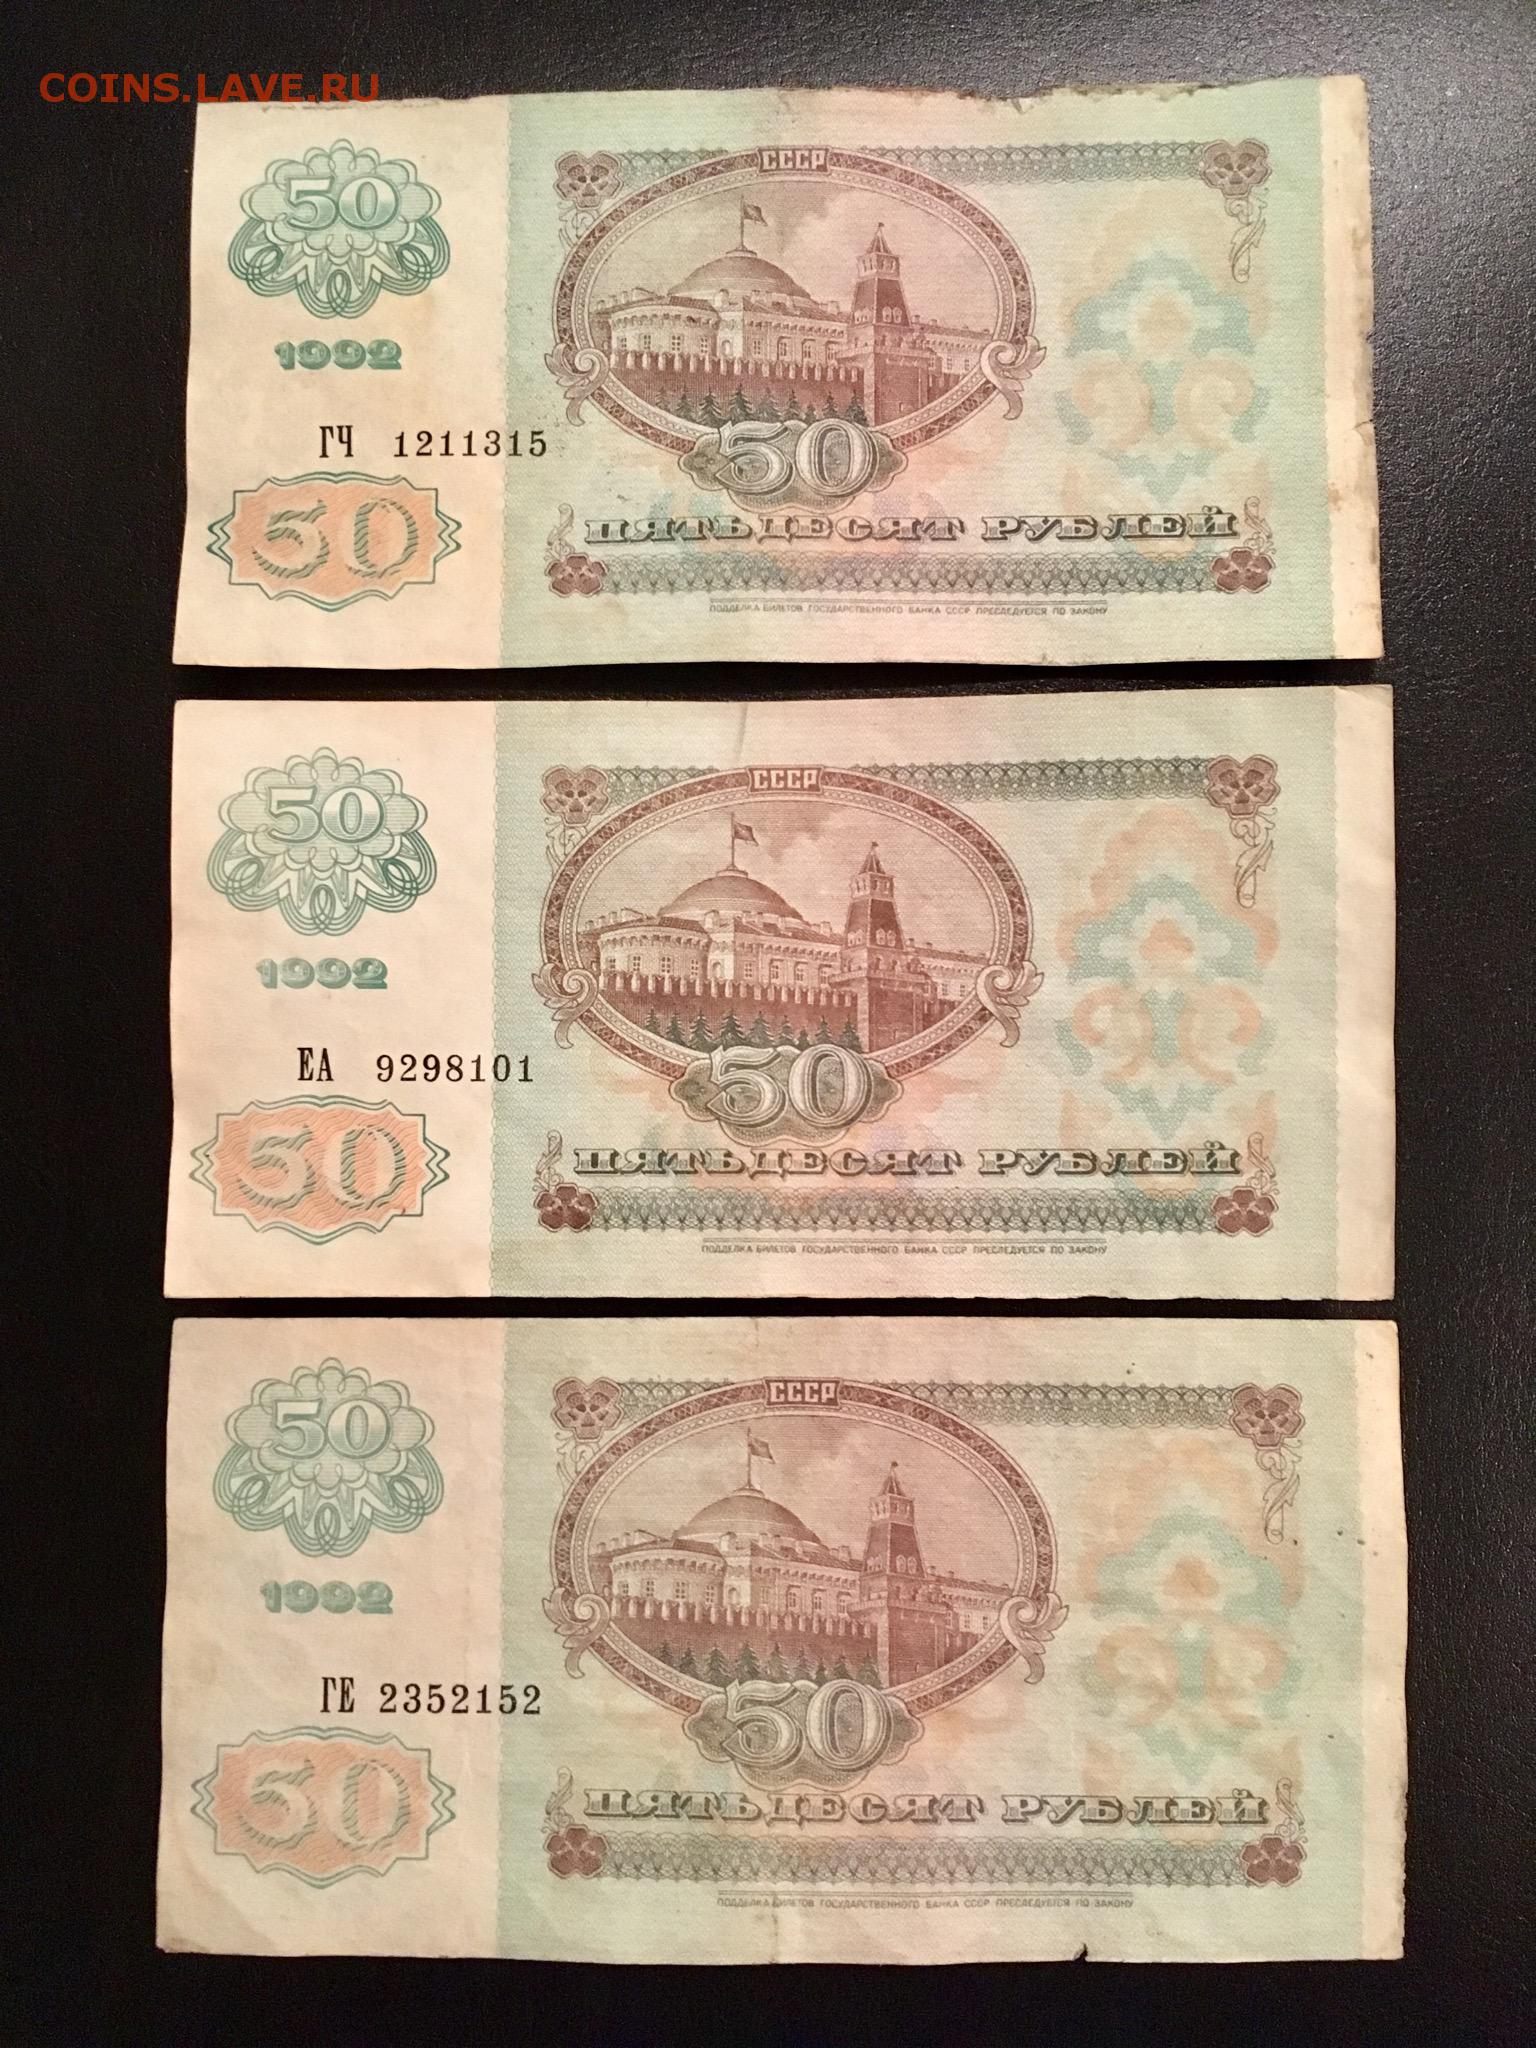 COINS.LAVE.RU
СССР
50
1992
ГЧ 1211315
50
50
ПЯТЬДЕСЯТ РУБЛЕЙ
ПОДДЕЛКА БИЛЕТОВ ГОСУДАРСТВЕННОГО БАНКА СССР ПРЕСЛЕДУЕТСЯ ПО ЗАКОНУ
СССР
50
1992
ЕА 9298101
50
50
ПЯТЬДЕСЯТ РУБЛЕЙ
ПОДДЕЛКА БИЛЕТОВ ГОСУДАРСТВЕННОГО БАНКА СССР ПРЕСЛЕДУЕТСЯ ПО ЗАКОНУ
СССР
50
1992
ГЕ 2352152
50
50
ПЯТЬДЕСЯТ РУБЛЕЙ
ПОДДЕЛКА БИЛЕТОВ ГОСУДАРСТВЕННОГО БАНКА СССР ПРЕСЛЕДУЕТСЯ ПО ЗАКОНУ